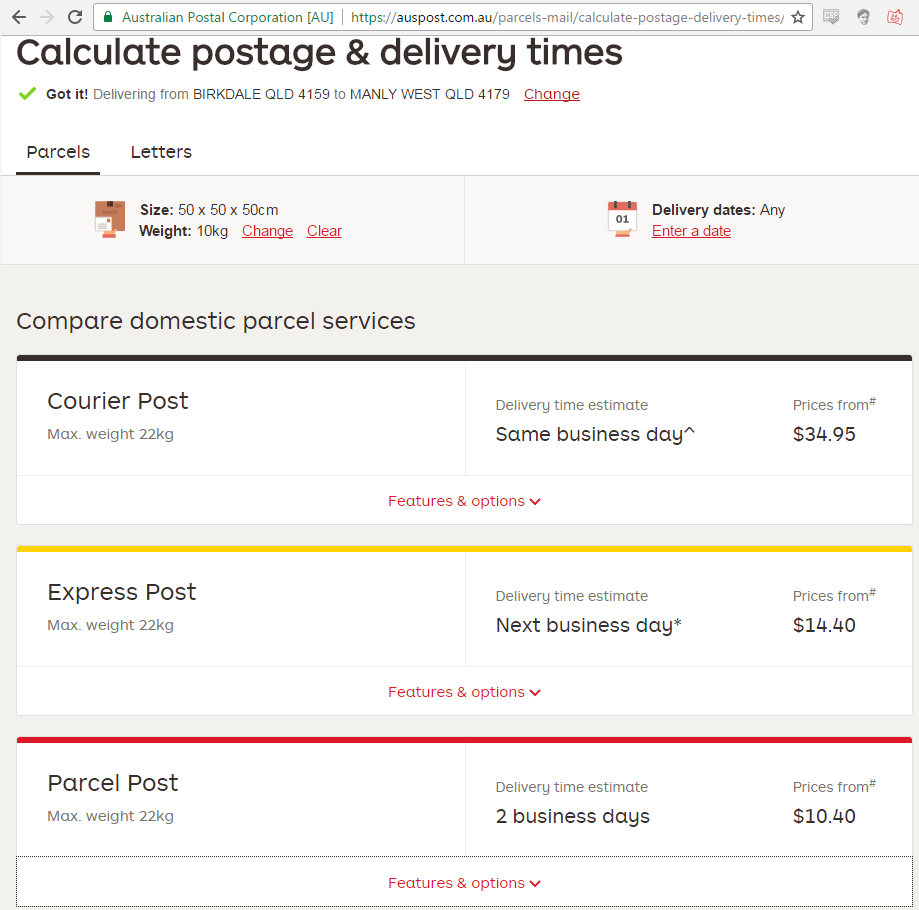 Australian Postal Corporation [AU] https://auspost.com.au/parcels-mail/calculate-postage-delivery-times/
Calculate postage & delivery times
Got it! Delivering from BIRKDALE QLD 4159 to MANLY WEST QLD 4179 Change
Parcels Letters
Size: 50 x 50 x 50cm
Weight: 10kg Change Clear
01
Delivery dates: Any
Enter a date
Compare domestic parcel services
Courier Post
Max. weight 22kg
Delivery time estimate
Same business day^
Prices from#
$34.95
Features & options
Express Post
Max. weight 22kg
Delivery time estimate
Next business day*
Prices from#
$14.40
Features & options
Parcel Post
Max. weight 22kg
Delivery time estimate
2 business days
Prices from#
$10.40
Features & options